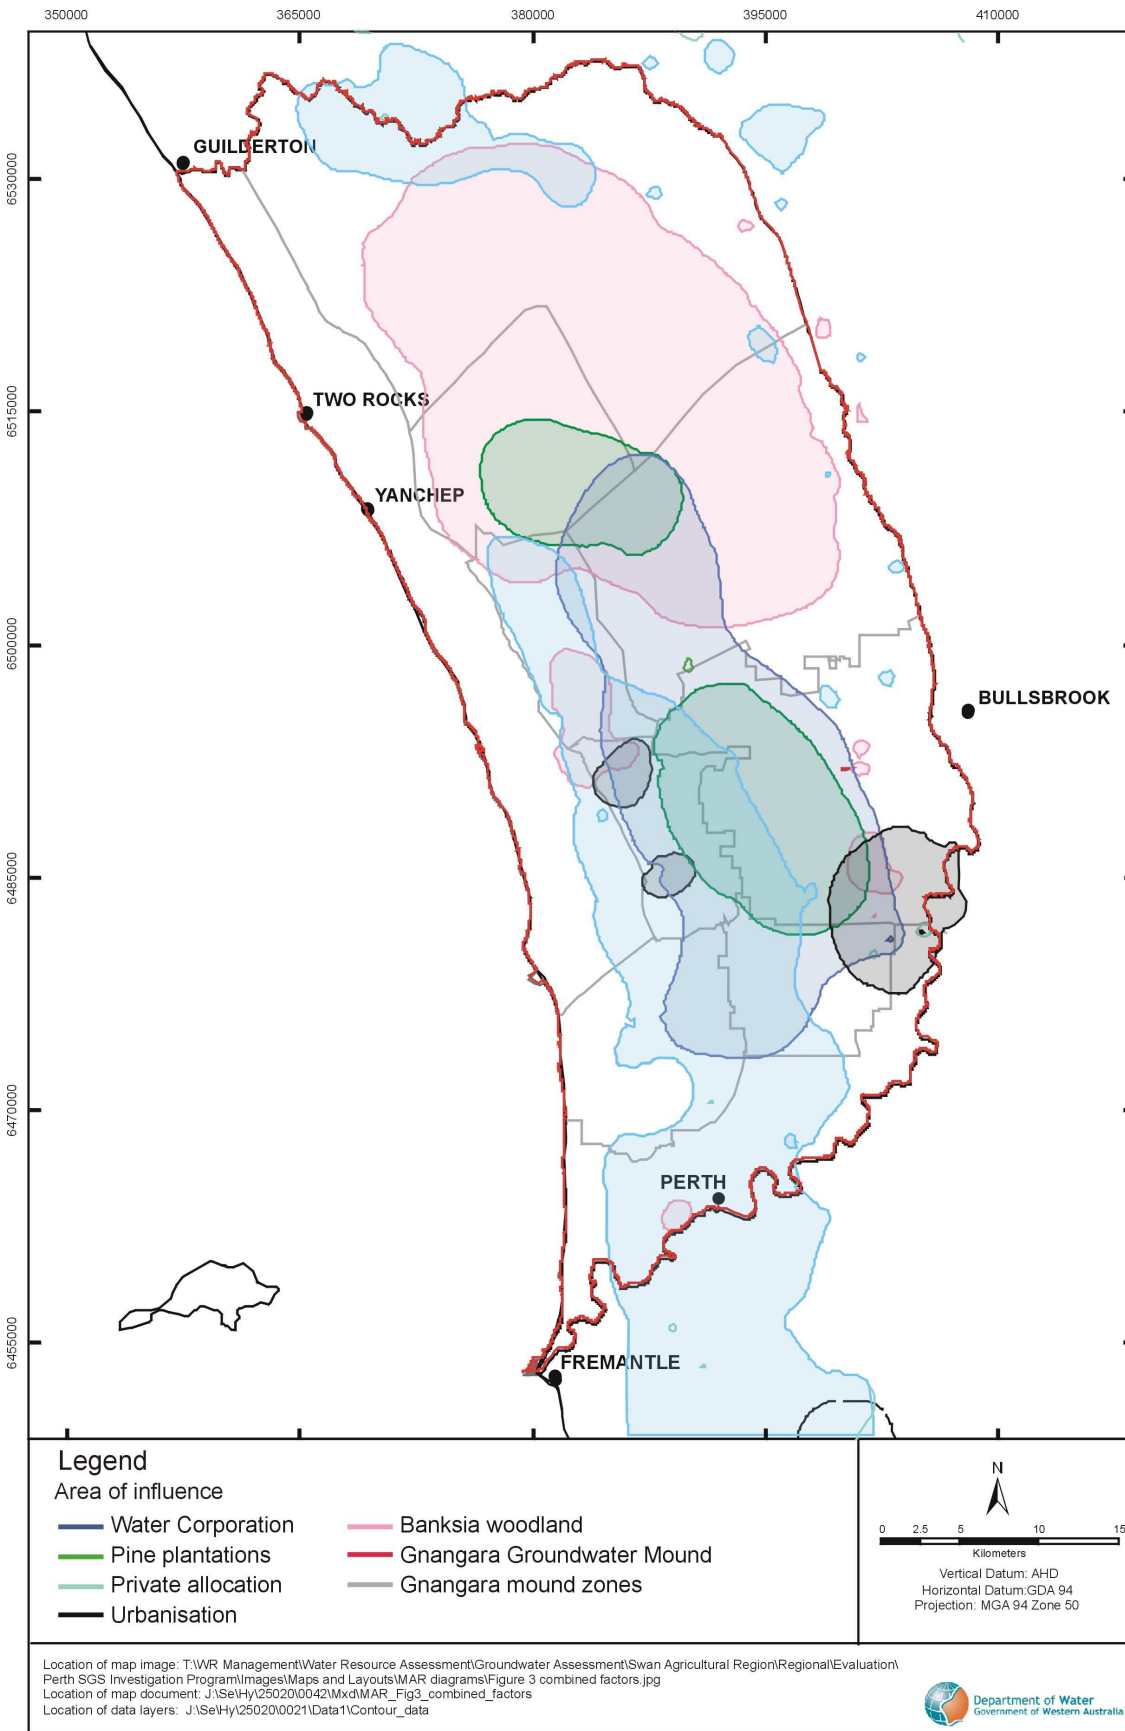 350000 365000 380000 395000 410000
GUILDERTON
6530000
TWO ROCKS
6515000
YANCHEP
6500000
BULLSBROOK
6485000
6470000
PERTH
6455000
FREMANTLE
Legend
Area of influence
Water Corporation
Pine plantations
Private allocation
Urbanisation
Banksia woodland
Gnangara Groundwater Mound
Gnangara mound zones
N
0 2.5 5 10 15
Kilometers
Vertical Datum: AHD
Horizontal Datum:GDA 94
Projection: MGA 94 Zone 50
Location of map image: T:\WR Management\Water Resource Assessment\Groundwater Assessment\Swan Agricultural Region\Regional\Evaluation\
Perth SGS Investigation Program\Images\Maps and Layouts\MAR diagrams\Figure 3 combined factors.jpg
Location of map document: J:\Se\Hy\25020\0042\Mxd\MAR_Fig3_combined_factors
Location of data layers: J:\Se\Hy\25020\0021\Data1\Contour_data
Department of Water
Government of Western Australia